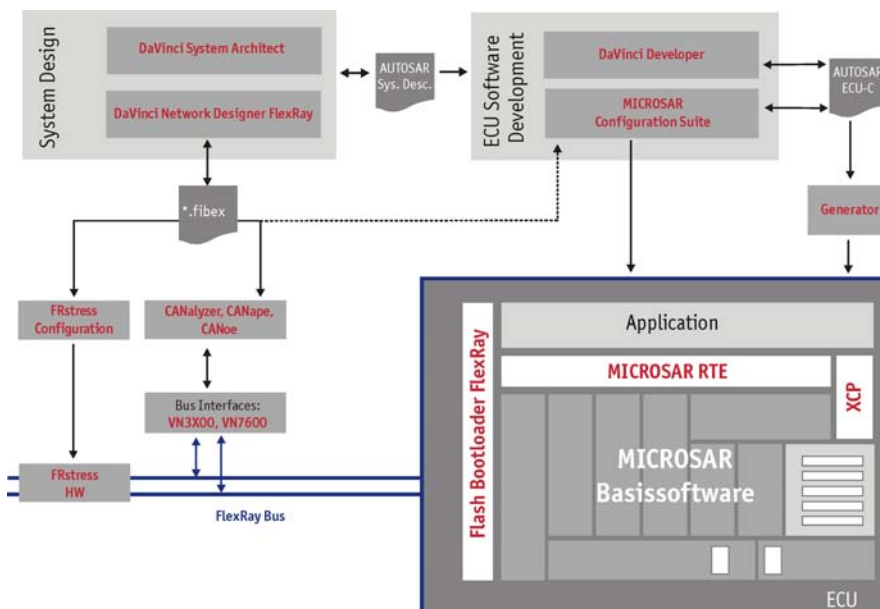 System Design
DaVinci System Architect
DaVinci Network Designer FlexRay
AUTOSAR
Sys. Desc.
ECU Software
Development
DaVinci Developer
MICROSAR
Configuration Suite
AUTOSAR
ECU-C
*.fibex
Generator
FRstress
Configuration
CANalyzer, CANape,
CANoe
Bus Interfaces:
VN3X00, VN7600
FRstress
HW
FlexRay Bus
Flash Bootloader FlexRay
Application
MICROSAR RTE
XCP
MICROSAR
Basissoftware
ECU